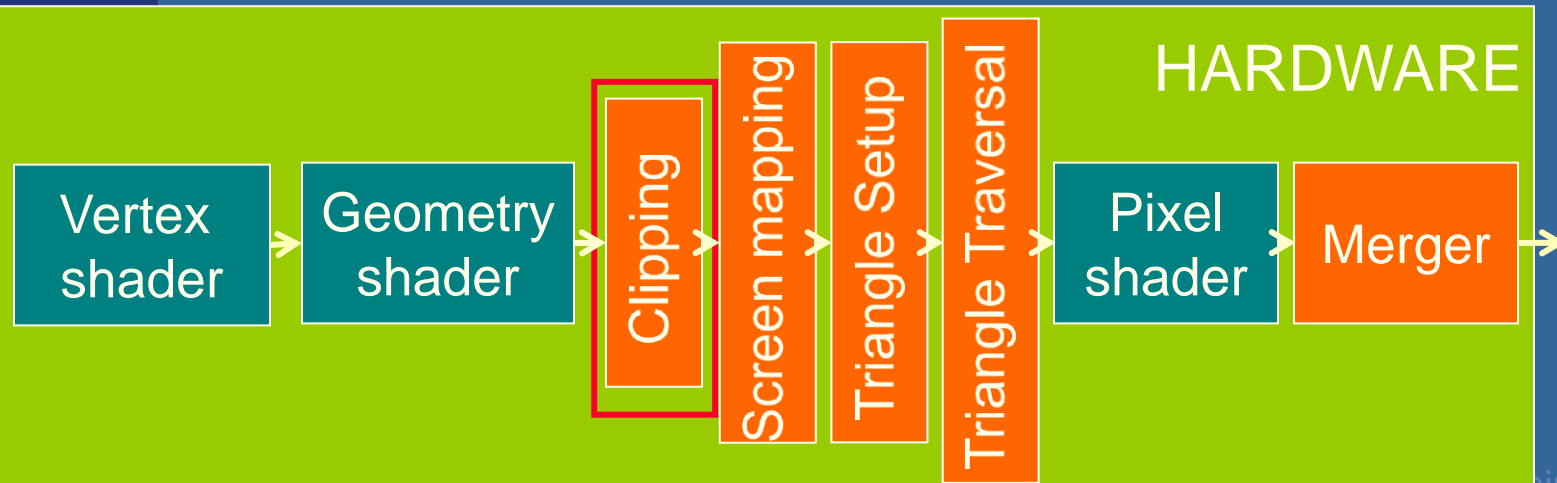 HARDWARE
Vertex
shader
Geometry
shader
Clipping
Screen mapping
Triangle Setup
Triangle Traversal
Pixel
shader
Merger